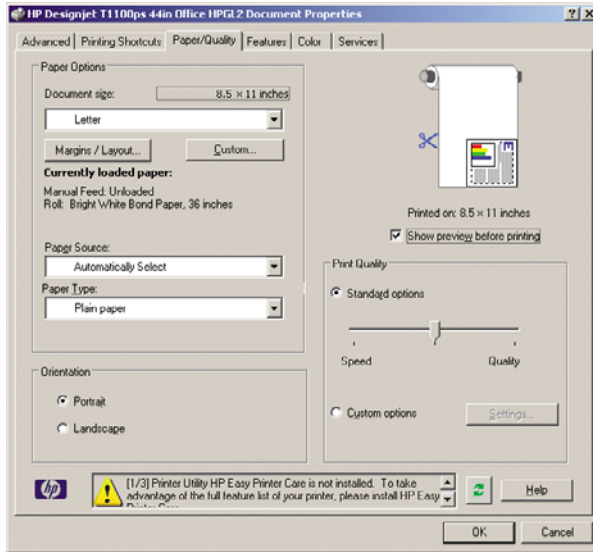 HP Designjet T1100ps 44in Office HPGL2 Document Properties
Advanced Printing Shortcuts Paper/Quality Features Color Services
Paper Options
Document size: 8.5 × 11 inches
Letter
Margins / Layout... Custom...
Currently loaded paper:
Manual Feed: Unloaded
Roll: Bright White Bond Paper, 36 inches
Paper Source:
Automatically Select
Paper Type:
Plain paper
Orientation
Portrait
Landscape
Printed on: 8.5 × 11 inches
Show preview before printing
Print Quality
Standard options
Speed Quality
Custom options Settings...
hp
[1/3] Printer Utility HP Easy Printer Care is not installed. To take
advantage of the full feature list of your printer, please install HP Easy
Help
OK Cancel